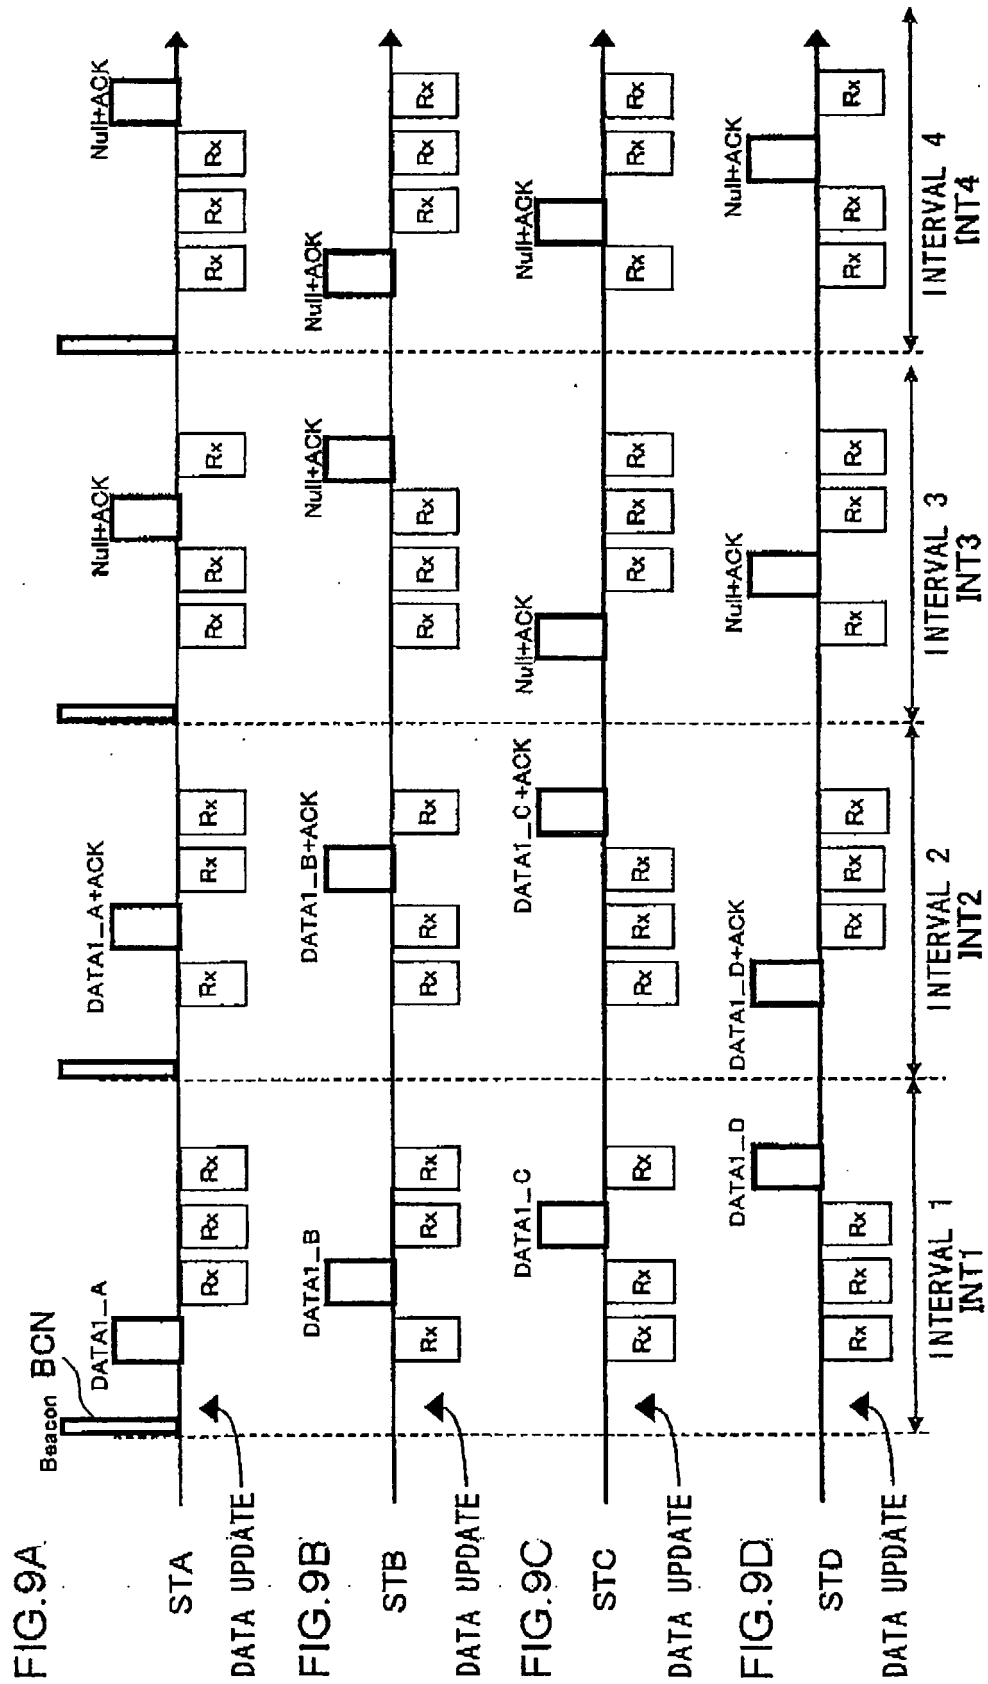 FIG.9A
Beacon BCN
DATA1_A
DATA1_A+ACK
Null+ACK
Null+ACK
STA
Rx
Rx
Rx
Rx
Rx
Rx
Rx
Rx
Rx
Rx
Rx
Rx
DATA UPDATE
FIG.9B
DATA1_B
DATA1_B+ACK
Null+ACK
Null+ACK
STB
Rx
Rx
Rx
Rx
Rx
Rx
Rx
Rx
Rx
Rx
Rx
Rx
DATA UPDATE
FIG.9C
DATA1_C
DATA1_C+ACK
Null+ACK
Null+ACK
STC
Rx
Rx
Rx
Rx
Rx
Rx
Rx
Rx
Rx
Rx
Rx
Rx
DATA UPDATE
FIG.9D
DATA1_D
DATA1_D+ACK
Null+ACK
Null+ACK
STD
Rx
Rx
Rx
Rx
Rx
Rx
Rx
Rx
Rx
Rx
Rx
Rx
DATA UPDATE
INTERVAL 1
INT1
INTERVAL 2
INT2
INTERVAL 3
INT3
INTERVAL 4
INT4